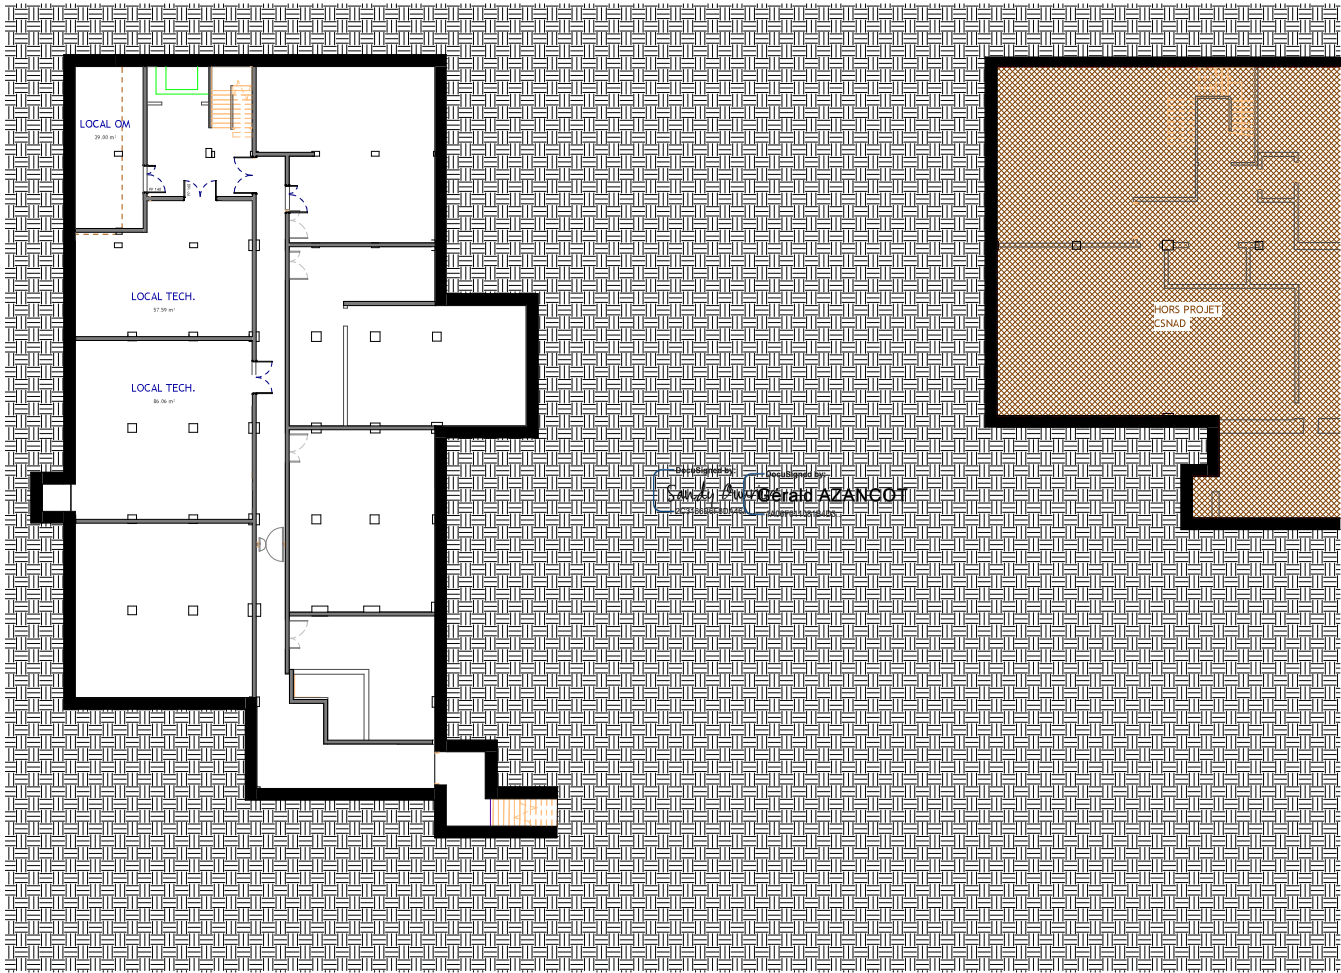 LOCAL OM
39.00 m²
LOCAL TECH.
57.59 m²
LOCAL TECH.
86.06 m²
HORS PROJET
CSNAD
DocuSigned by:
DocuSigned by:
Gerald AZANCOT